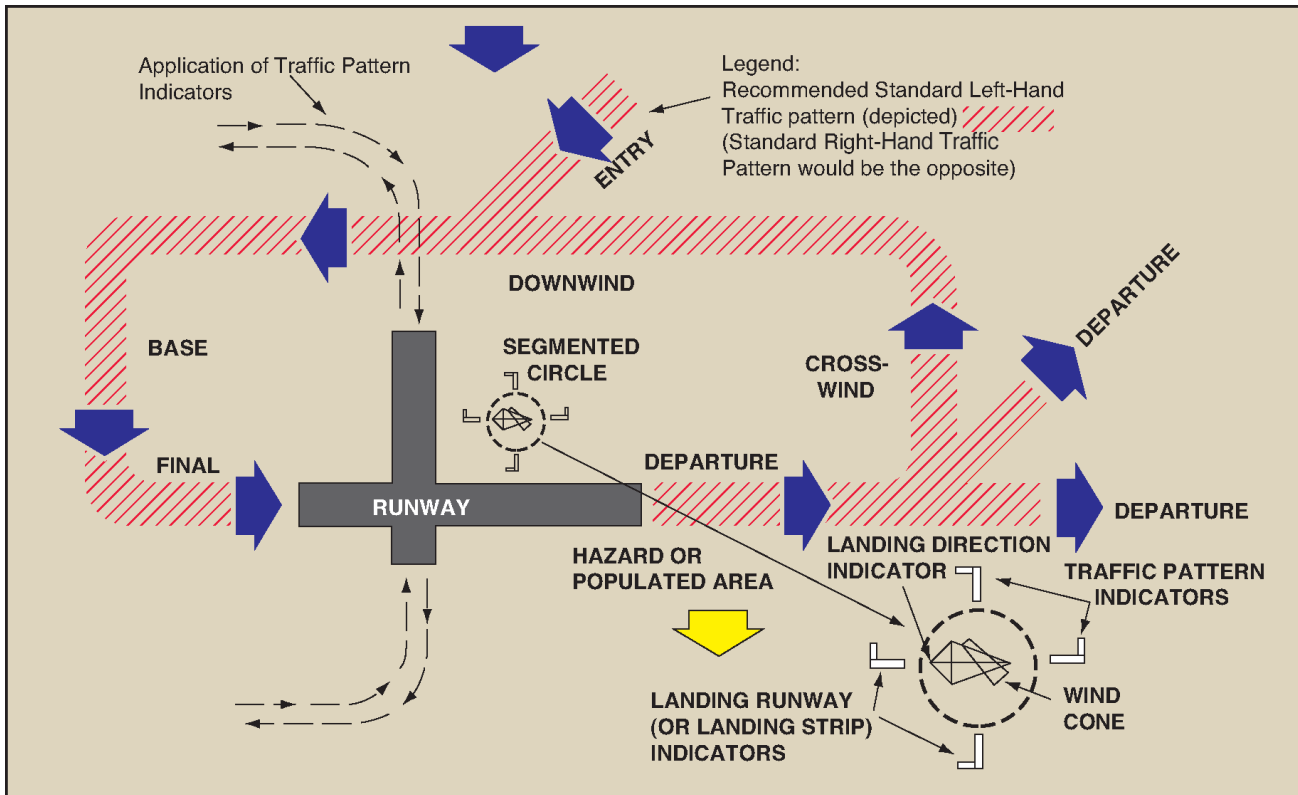 Application of Traffic Pattern
Indicators
Legend:
Recommended Standard Left-Hand
Traffic pattern (depicted)
(Standard Right-Hand Traffic
Pattern would be the opposite)
ENTRY
DOWNWIND
DEPARTURE
BASE
SEGMENTED
CIRCLE
CROSS-
WIND
FINAL
DEPARTURE
RUNWAY
DEPARTURE
HAZARD OR
POPULATED AREA
LANDING DIRECTION
INDICATOR
TRAFFIC PATTERN
INDICATORS
LANDING RUNWAY
(OR LANDING STRIP)
INDICATORS
WIND
CONE